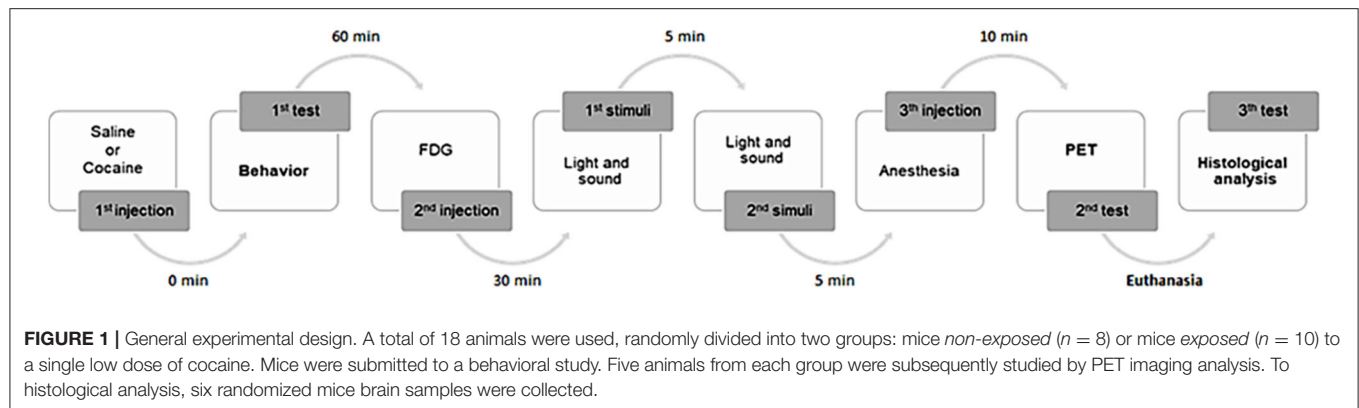 60 min
5 min
10 min
Saline
or
Cocaine
1st injection
1st test
Behavior
FDG
2nd injection
1st stimuli
Light and
sound
Light and
sound
2nd simuli
3th injection
Anesthesia
PET
2nd test
3th test
Histological
analysis
0 min
30 min
5 min
Euthanasia
FIGURE 1 | General experimental design. A total of 18 animals were used, randomly divided into two groups: mice non-exposed (n = 8) or mice exposed (n = 10) to
a single low dose of cocaine. Mice were submitted to a behavioral study. Five animals from each group were subsequently studied by PET imaging analysis. To
histological analysis, six randomized mice brain samples were collected.